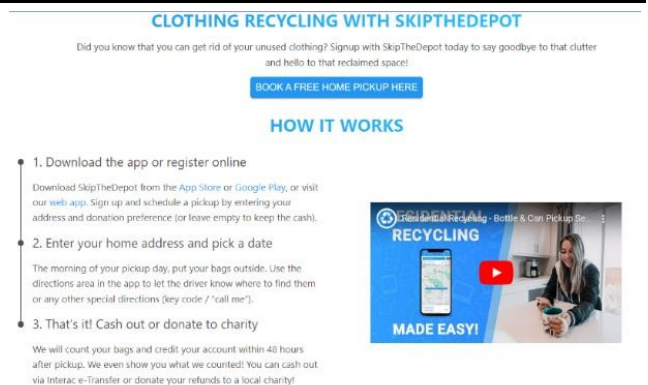 CLOTHING RECYCLING WITH SKIPTHEDEPOT
Did you know that you can get rid of your unused clothing? Signup with SkipTheDepot today to say goodbye to that clutter
and hello to that reclaimed space!
BOOK A FREE HOME PICKUP HERE
HOW IT WORKS
1. Download the app or register online
Download SkipTheDepot from the App Store or Google Play, or visit
our web app. Sign up and schedule a pickup by entering your
address and donation preference (or leave empty to keep the cash).
2. Enter your home address and pick a date
The morning of your pickup day, put your bags outside. Use the
directions area in the app to let the driver know where to find them
or any other special directions (key code / "call me").
3. That's it! Cash out or donate to charity
We will count your bags and credit your account within 48 hours
after pickup. We even show you what we counted! You can cash out
via Interac e-Transfer or donate your refunds to a local charity!
Residential Recycling - Bottle & Can Pickup Se...
RESIDENTIAL
RECYCLING
MADE EASY!